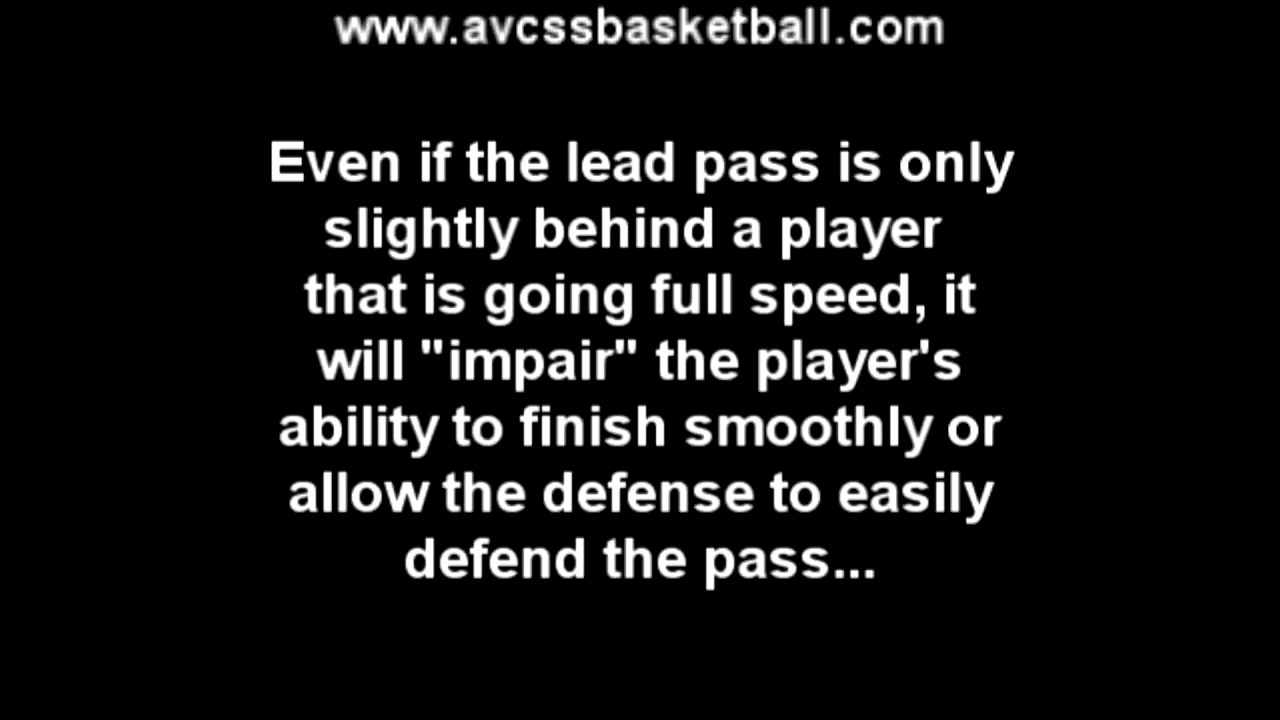 www.avcssbasketball.com
Even if the lead pass is only
slightly behind a player
that is going full speed, it
will "impair" the player's
ability to finish smoothly or
allow the defense to easily
defend the pass...